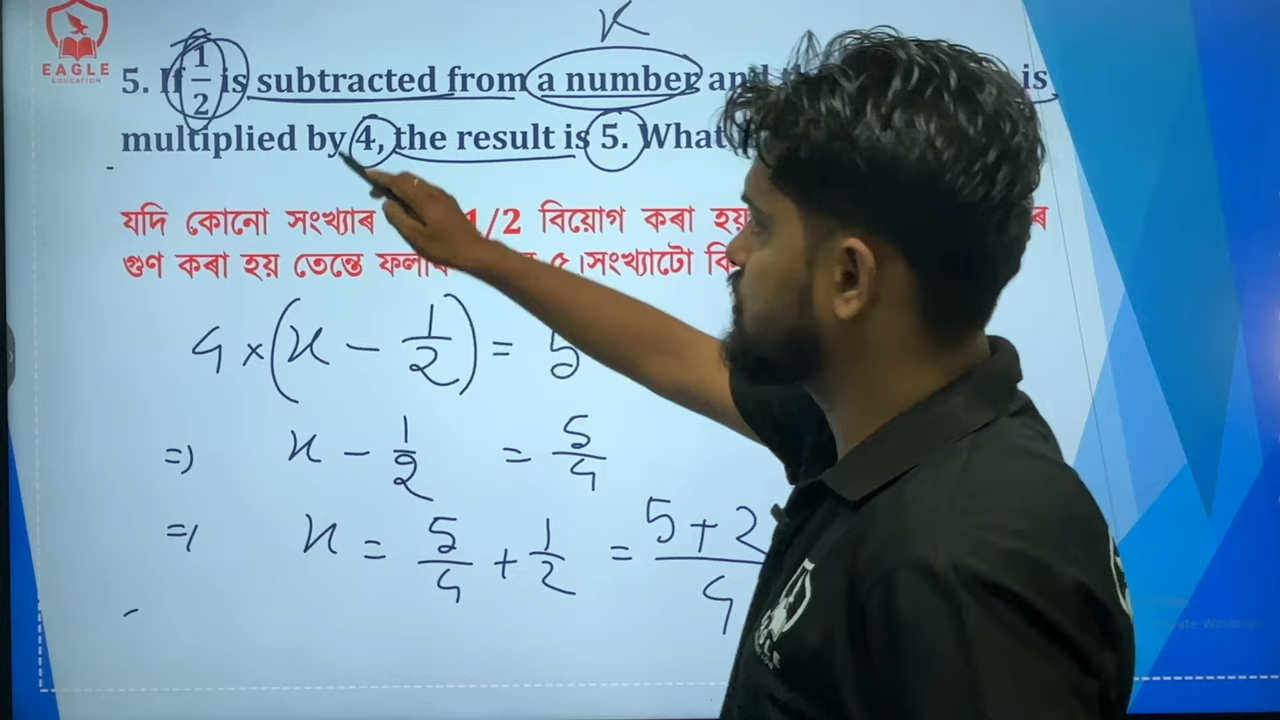 EAGLE
EDUCATION
x
5. If 1/2 is subtracted from a number and is
multiplied by 4, the result is 5. What
যদি কোনো সংখ্যাৰ 1/2 বিয়োগ কৰা হয়
গুণ কৰা হয় তেন্তে ৫।সংখ্যাটো
4 × (x − 1/2) = 5
=> x − 1/2 = 5/4
=> x = 5/4 + 1/2 = 5+2/4